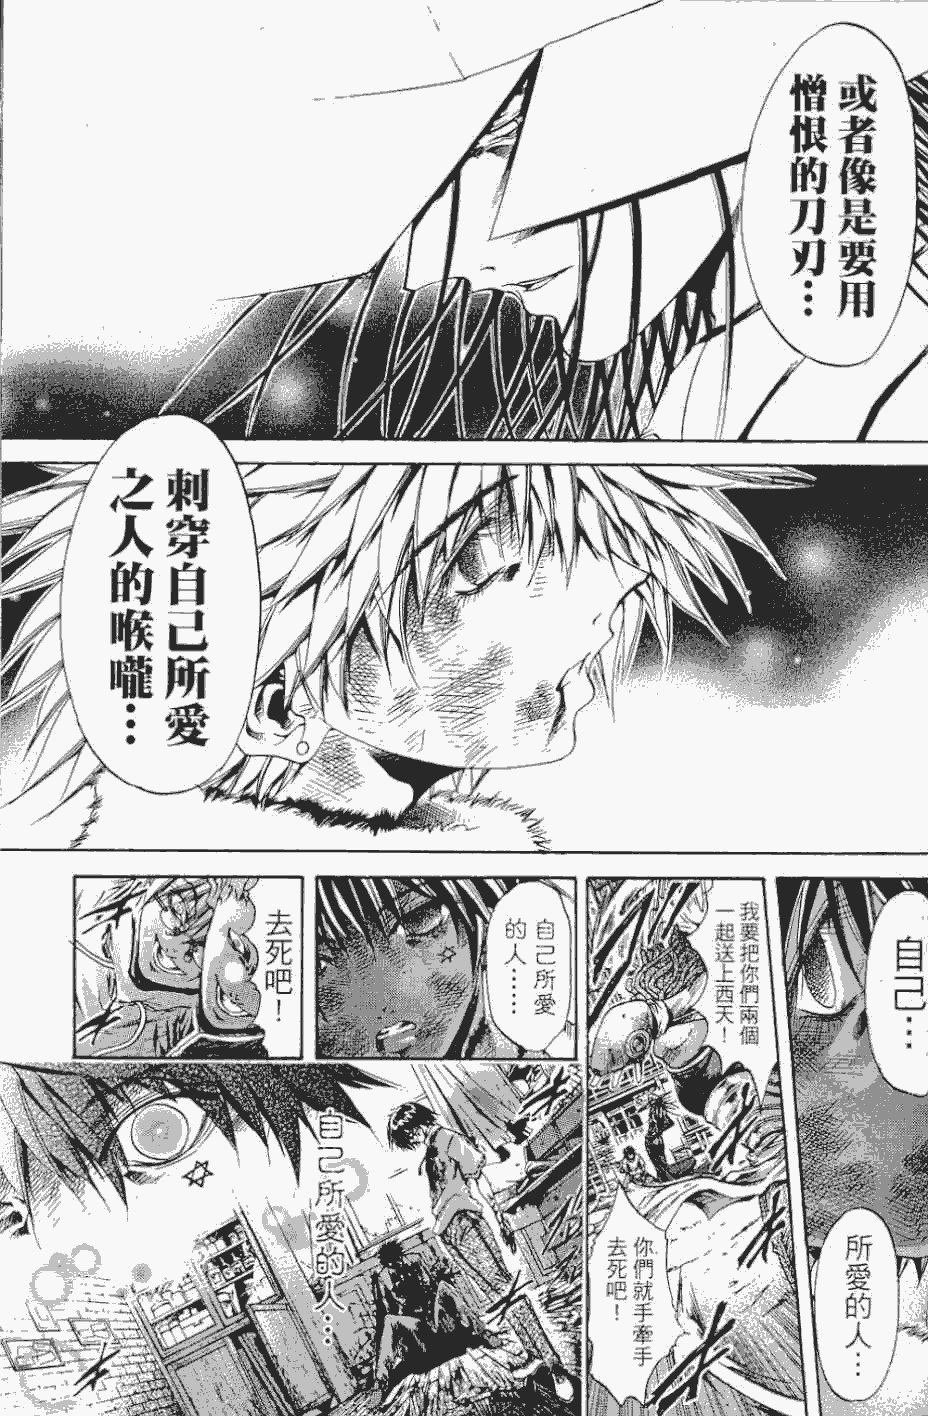 或者像是要用
憎恨的刀刃…
刺穿自己所愛
之人的喉嚨…
自己…
所愛的人…
我要把你們兩個
一起送上西天！
你們就手牽手
去死吧！
自己所愛
的人……
去死吧！
自己所愛的人…